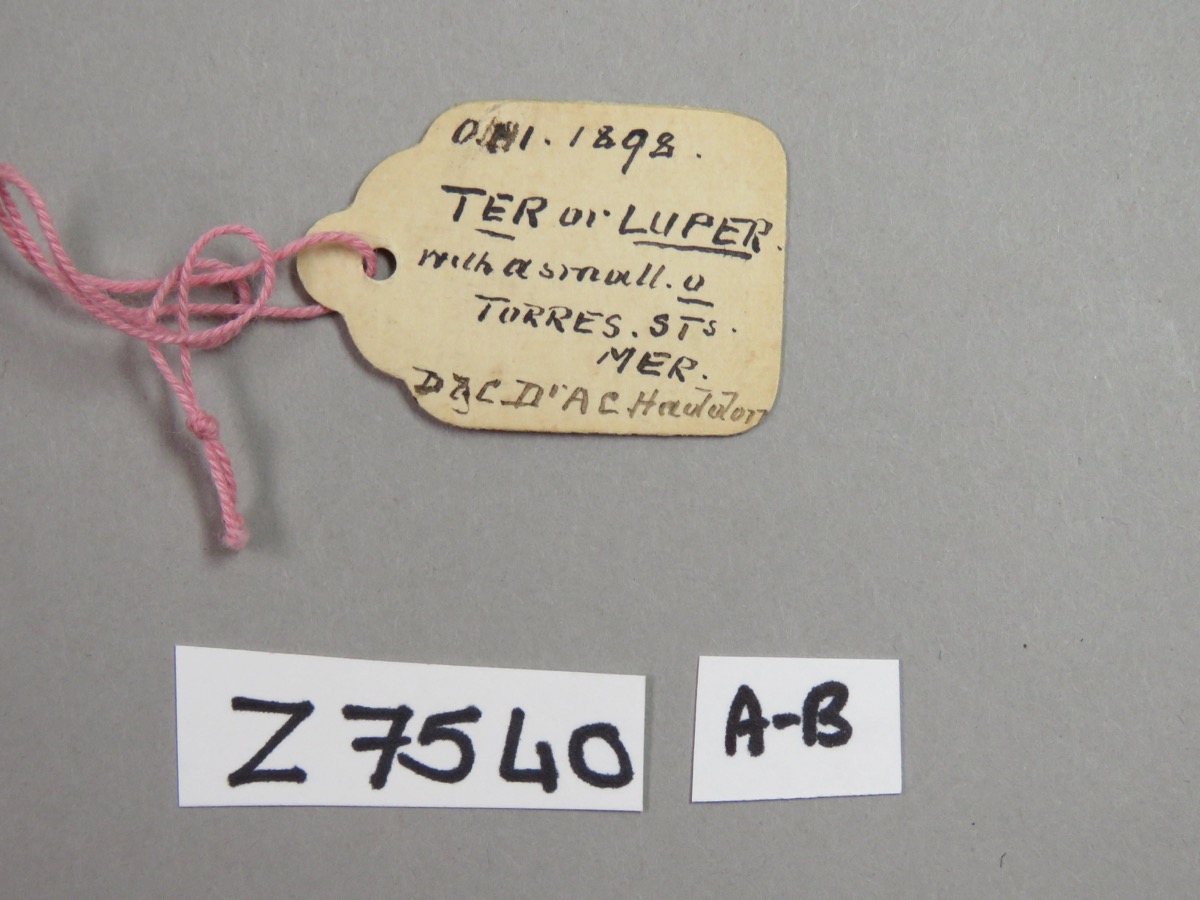 1898.
TER or LUPER.
with a small. o
TORRES. STs.
MER.
D & C Dr A C Haddon
Z 7540
A-B